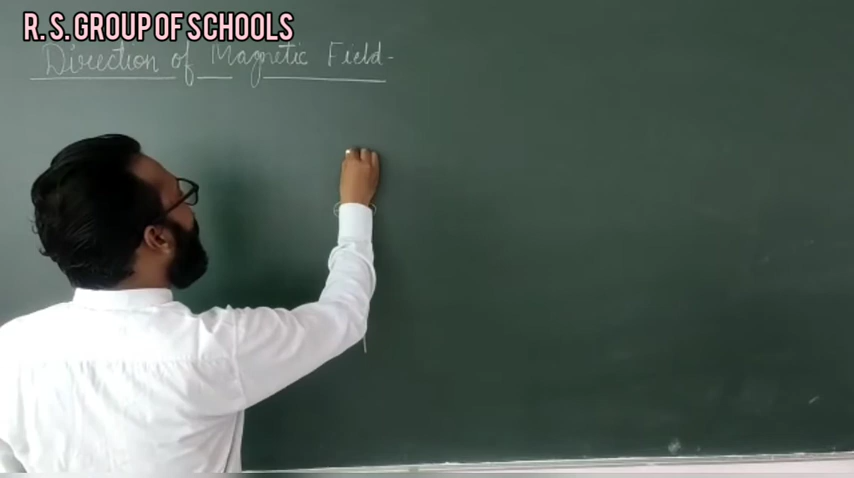 R. S. GROUP OF SCHOOLS
Direction of Magnetic Field-